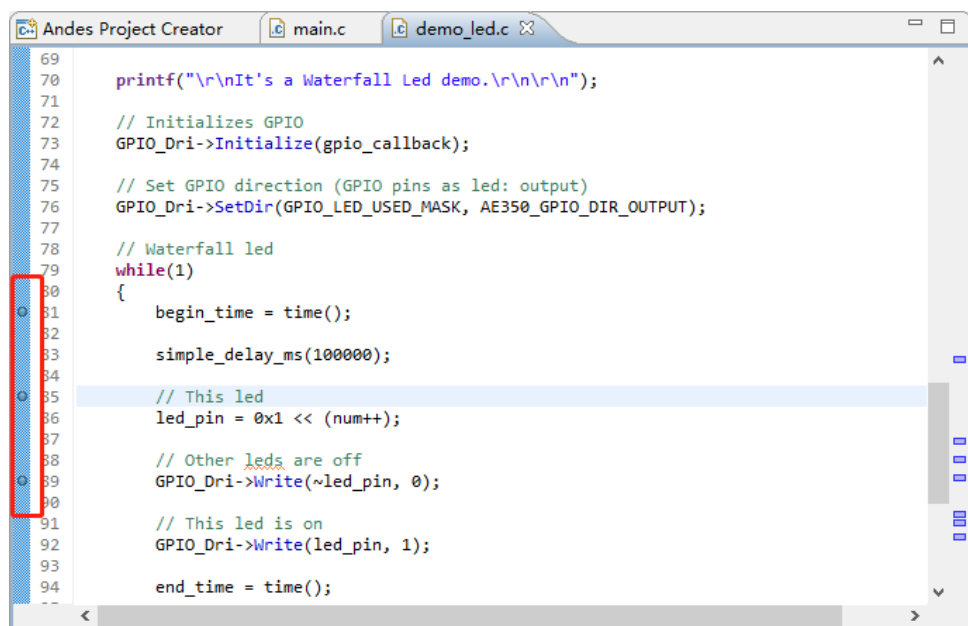 Andes Project Creator main.c demo_led.c
69
70 printf("\r\nIt's a Waterfall Led demo.\r\n\r\n");
71
72 // Initializes GPIO
73 GPIO_Dri->Initialize(gpio_callback);
74
75 // Set GPIO direction (GPIO pins as led: output)
76 GPIO_Dri->SetDir(GPIO_LED_USED_MASK, AE350_GPIO_DIR_OUTPUT);
77
78 // Waterfall led
79 while(1)
80 {
81 begin_time = time();
82
83 simple_delay_ms(100000);
84
85 // This led
86 led_pin = 0x1 << (num++);
87
88 // Other leds are off
89 GPIO_Dri->Write(~led_pin, 0);
90
91 // This led is on
92 GPIO_Dri->Write(led_pin, 1);
93
94 end_time = time();